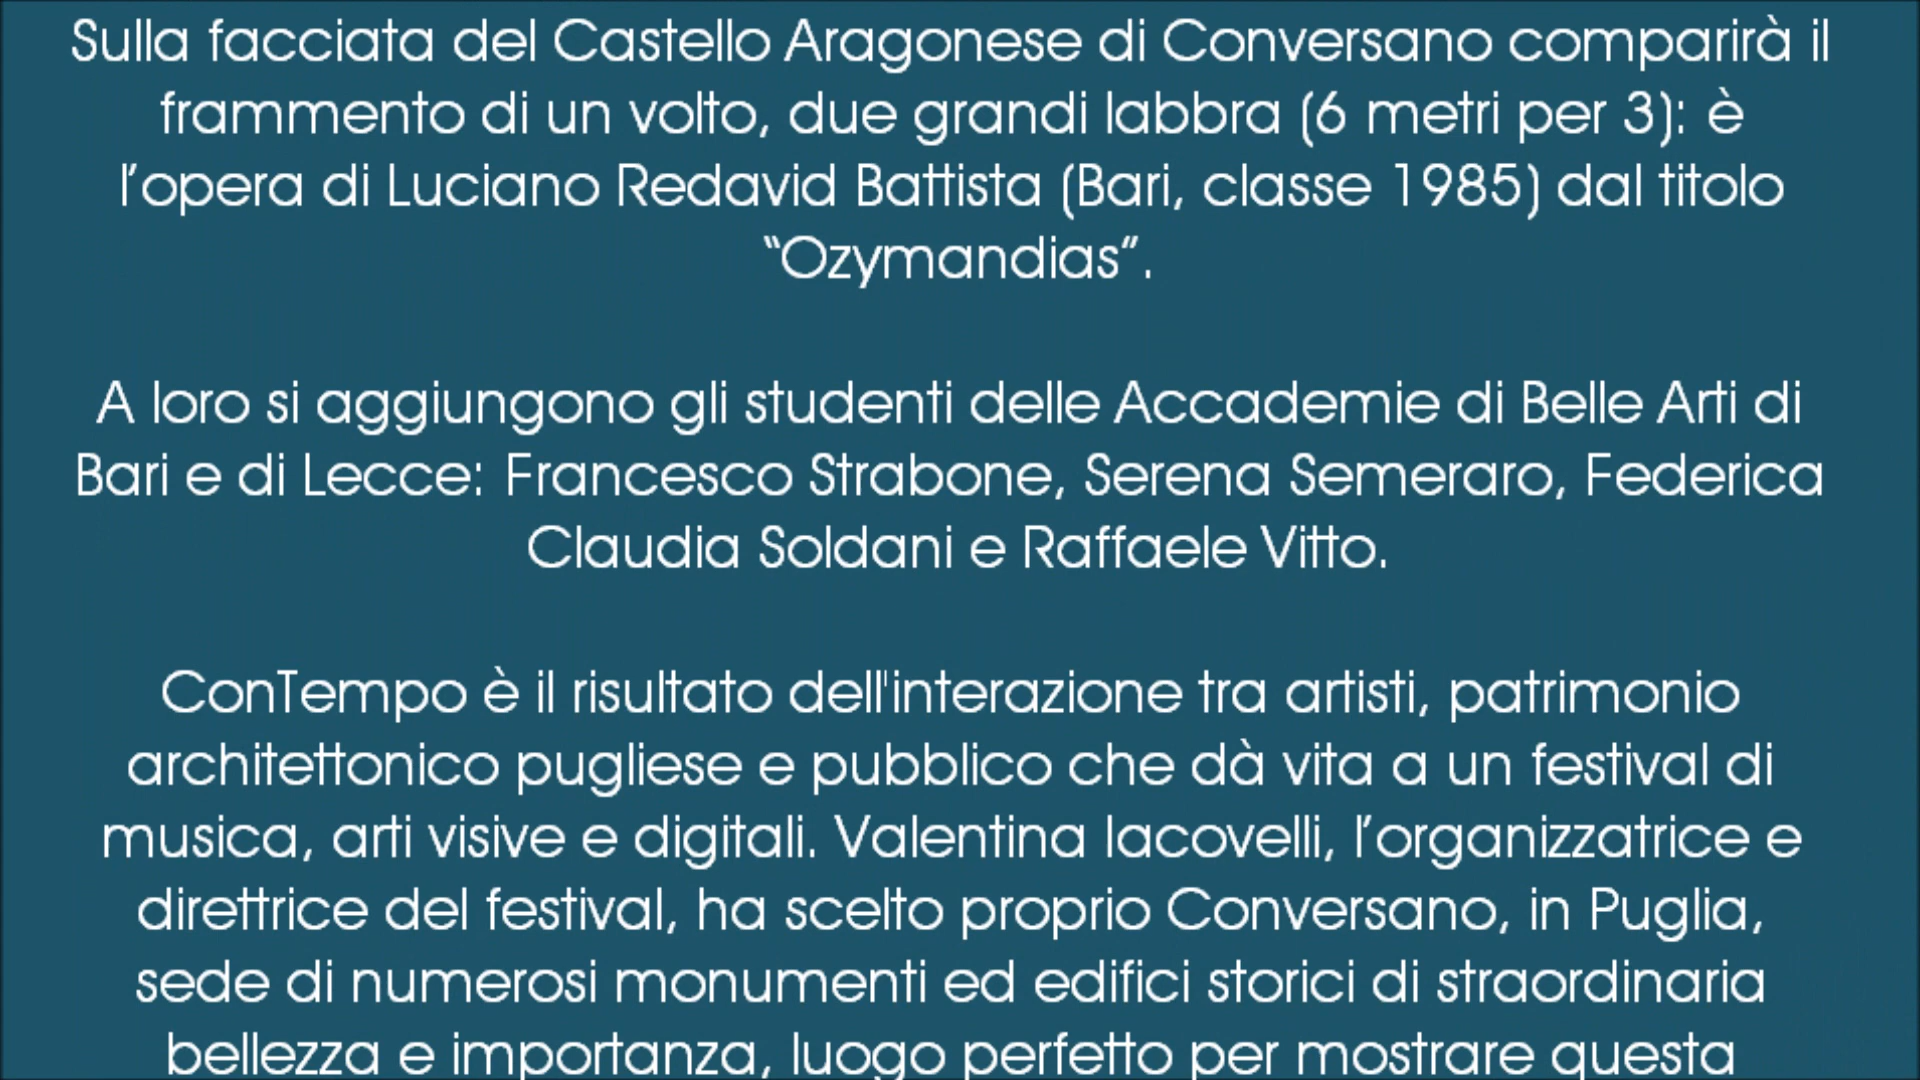 Sulla facciata del Castello Aragonese di Conversano comparirà il
frammento di un volto, due grandi labbra (6 metri per 3): è
l’opera di Luciano Redavid Battista (Bari, classe 1985) dal titolo
“Ozymandias”.
A loro si aggiungono gli studenti delle Accademie di Belle Arti di
Bari e di Lecce: Francesco Strabone, Serena Semeraro, Federica
Claudia Soldani e Raffaele Vitto.
ConTempo è il risultato dell'interazione tra artisti, patrimonio
architettonico pugliese e pubblico che dà vita a un festival di
musica, arti visive e digitali. Valentina Iacovelli, l’organizzatrice e
direttrice del festival, ha scelto proprio Conversano, in Puglia,
sede di numerosi monumenti ed edifici storici di straordinaria
bellezza e importanza, luogo perfetto per mostrare questa